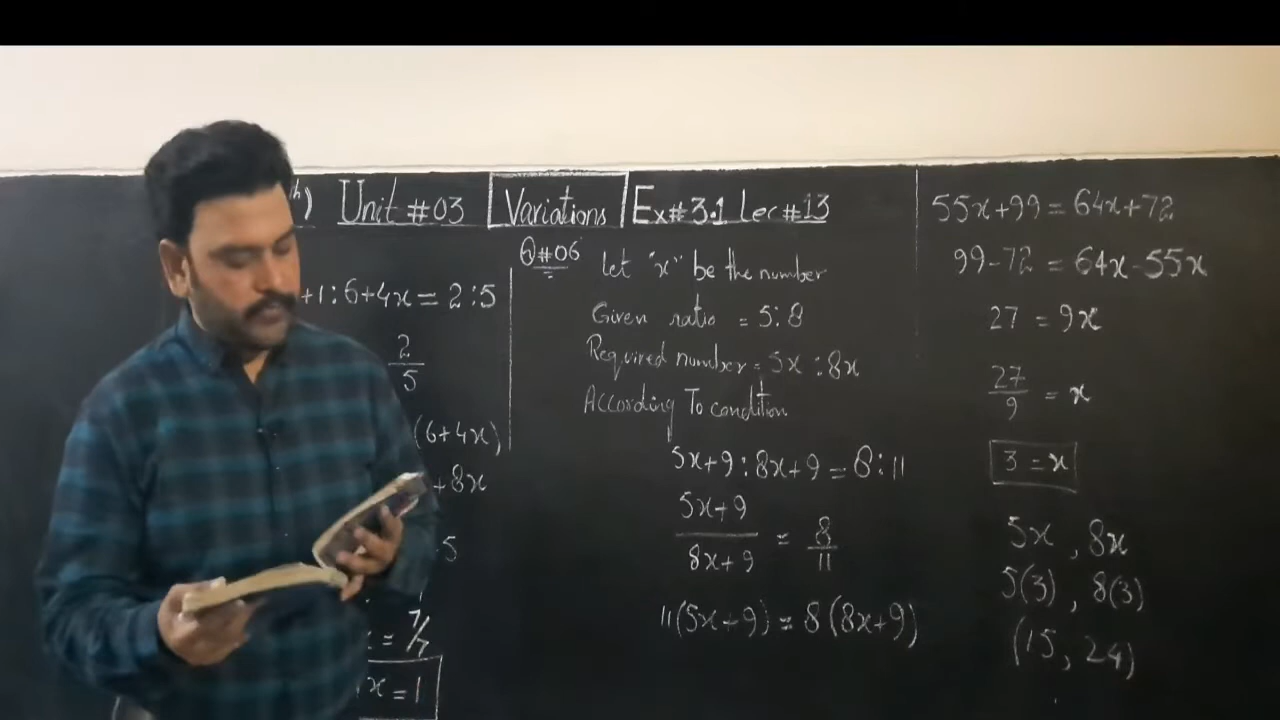 h) Unit #03 Variations Ex#3.1 Lec #13
+1 : 6+4x = 2 : 5
2/5
(6+4x)
+8x
5
x = 7/7
x = 1
Q#06 let "x" be the number
Given ratio = 5:8
Required number = 5x : 8x
According To condition
5x+9 : 8x+9 = 8 : 11
5x+9/8x+9 = 8/11
11(5x+9) = 8(8x+9)
55x+99 = 64x+72
99-72 = 64x-55x
27 = 9x
27/9 = x
3 = x
5x , 8x
5(3) , 8(3)
(15, 24)